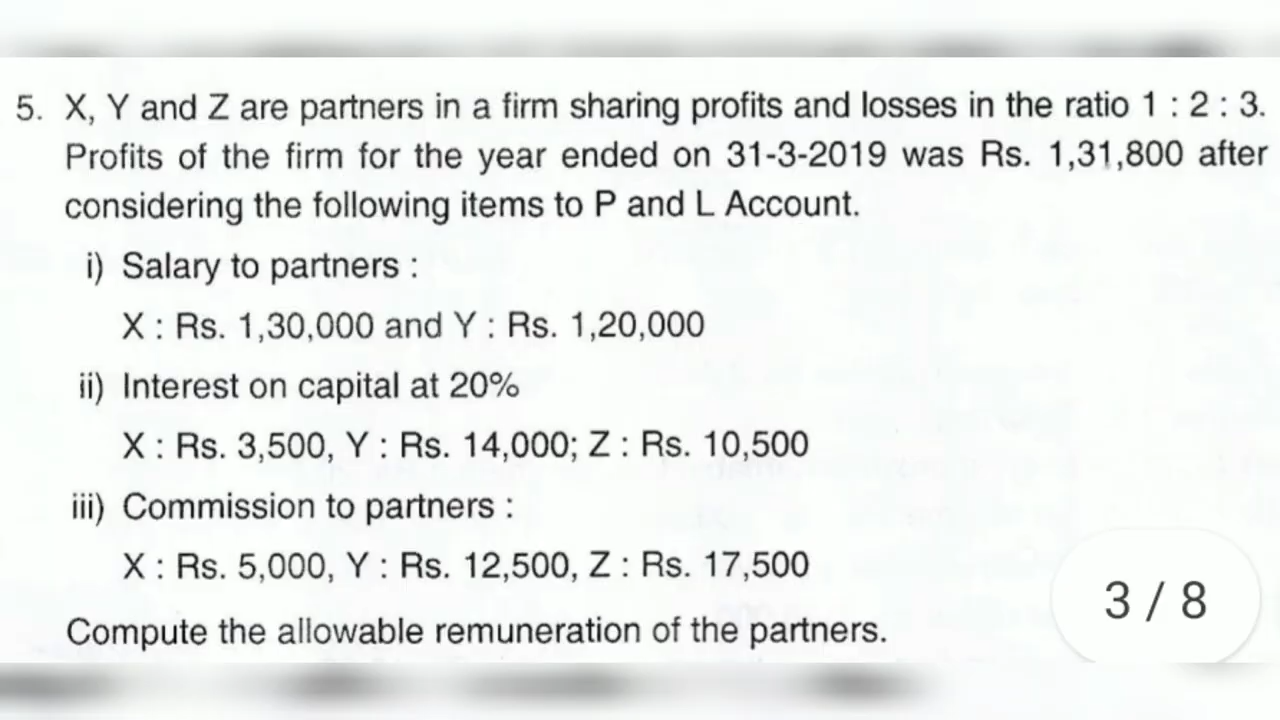 5. X, Y and Z are partners in a firm sharing profits and losses in the ratio 1 : 2 : 3.
Profits of the firm for the year ended on 31-3-2019 was Rs. 1,31,800 after
considering the following items to P and L Account.
i) Salary to partners :
X : Rs. 1,30,000 and Y : Rs. 1,20,000
ii) Interest on capital at 20%
X : Rs. 3,500, Y : Rs. 14,000; Z : Rs. 10,500
iii) Commission to partners :
X : Rs. 5,000, Y : Rs. 12,500, Z : Rs. 17,500
3 / 8
Compute the allowable remuneration of the partners.